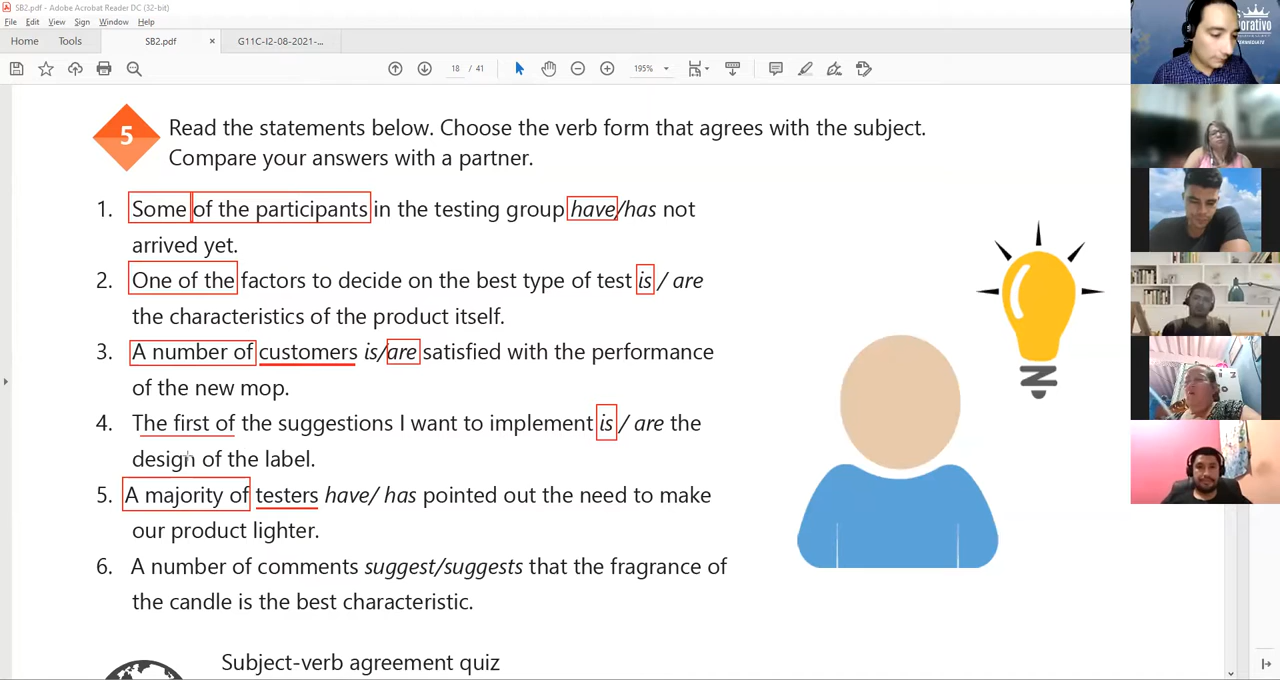 SB2.pdf - Adobe Acrobat Reader DC (32-bit)
File Edit View Sign Window Help
Home Tools SB2.pdf × G11C-I2-08-2021-...
18 / 41 195%
orativo
5 Read the statements below. Choose the verb form that agrees with the subject.
Compare your answers with a partner.
1. Some of the participants in the testing group have/has not
arrived yet.
2. One of the factors to decide on the best type of test is / are
the characteristics of the product itself.
3. A number of customers is/are satisfied with the performance
of the new mop.
4. The first of the suggestions I want to implement is / are the
design of the label.
5. A majority of testers have/ has pointed out the need to make
our product lighter.
6. A number of comments suggest/suggests that the fragrance of
the candle is the best characteristic.
Subject-verb agreement quiz